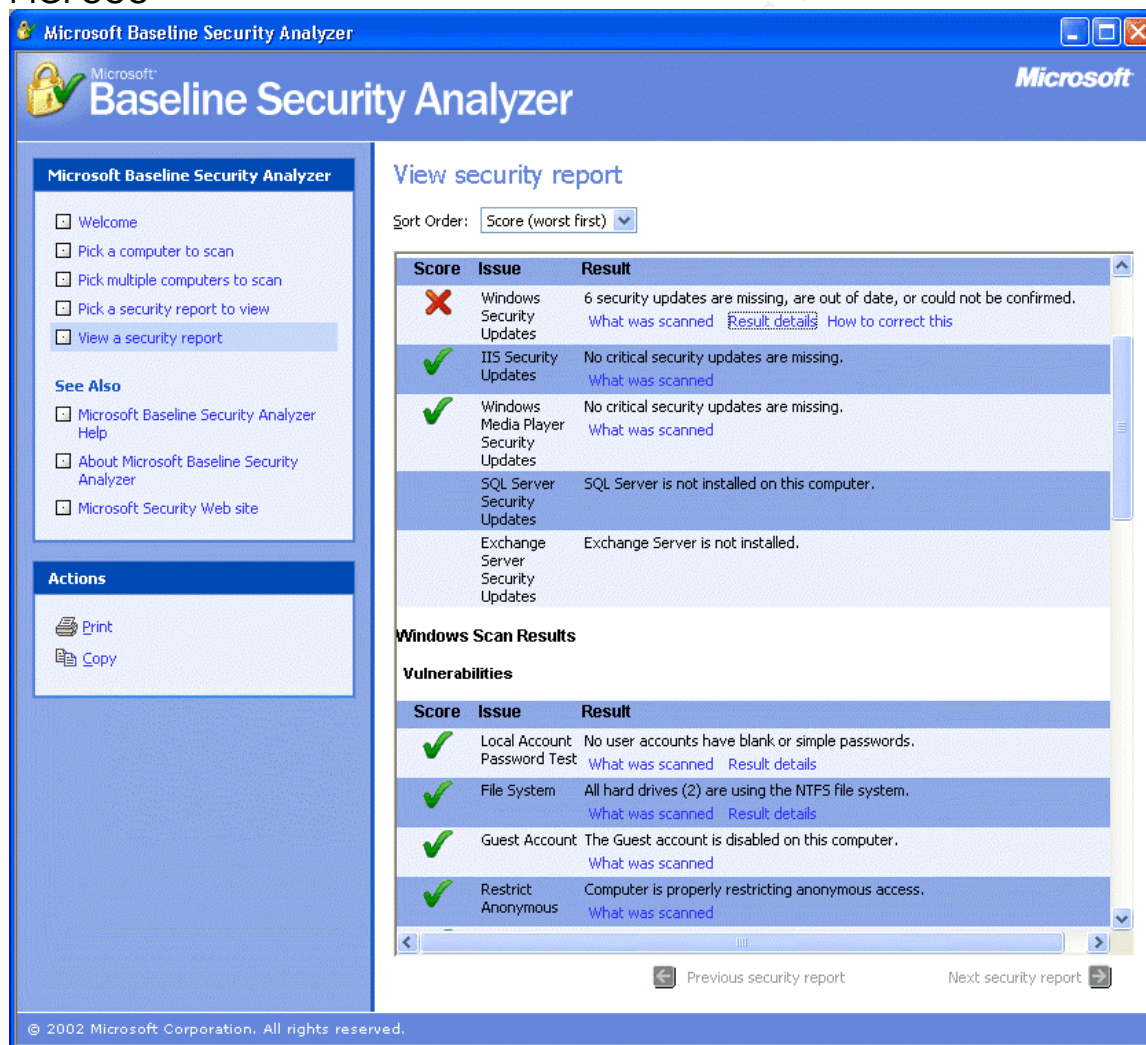 Microsoft Baseline Security Analyzer
Microsoft
Baseline Security Analyzer
Microsoft
Microsoft Baseline Security Analyzer
Welcome
Pick a computer to scan
Pick multiple computers to scan
Pick a security report to view
View a security report
See Also
Microsoft Baseline Security Analyzer
Help
About Microsoft Baseline Security
Analyzer
Microsoft Security Web site
Actions
Print
Copy
View security report
Sort Order: Score (worst first)
Score Issue Result
Windows
Security
Updates
6 security updates are missing, are out of date, or could not be confirmed.
What was scanned Result details How to correct this
IIS Security
Updates
No critical security updates are missing.
What was scanned
Windows
Media Player
Security
Updates
No critical security updates are missing.
What was scanned
SQL Server
Security
Updates
SQL Server is not installed on this computer.
Exchange
Server
Security
Updates
Exchange Server is not installed.
Windows Scan Results
Vulnerabilities
Score Issue Result
Local Account
Password Test
No user accounts have blank or simple passwords.
What was scanned Result details
File System
All hard drives (2) are using the NTFS file system.
What was scanned Result details
Guest Account
The Guest account is disabled on this computer.
What was scanned
Restrict
Anonymous
Computer is properly restricting anonymous access.
What was scanned
Previous security report Next security report
© 2002 Microsoft Corporation. All rights reserved.